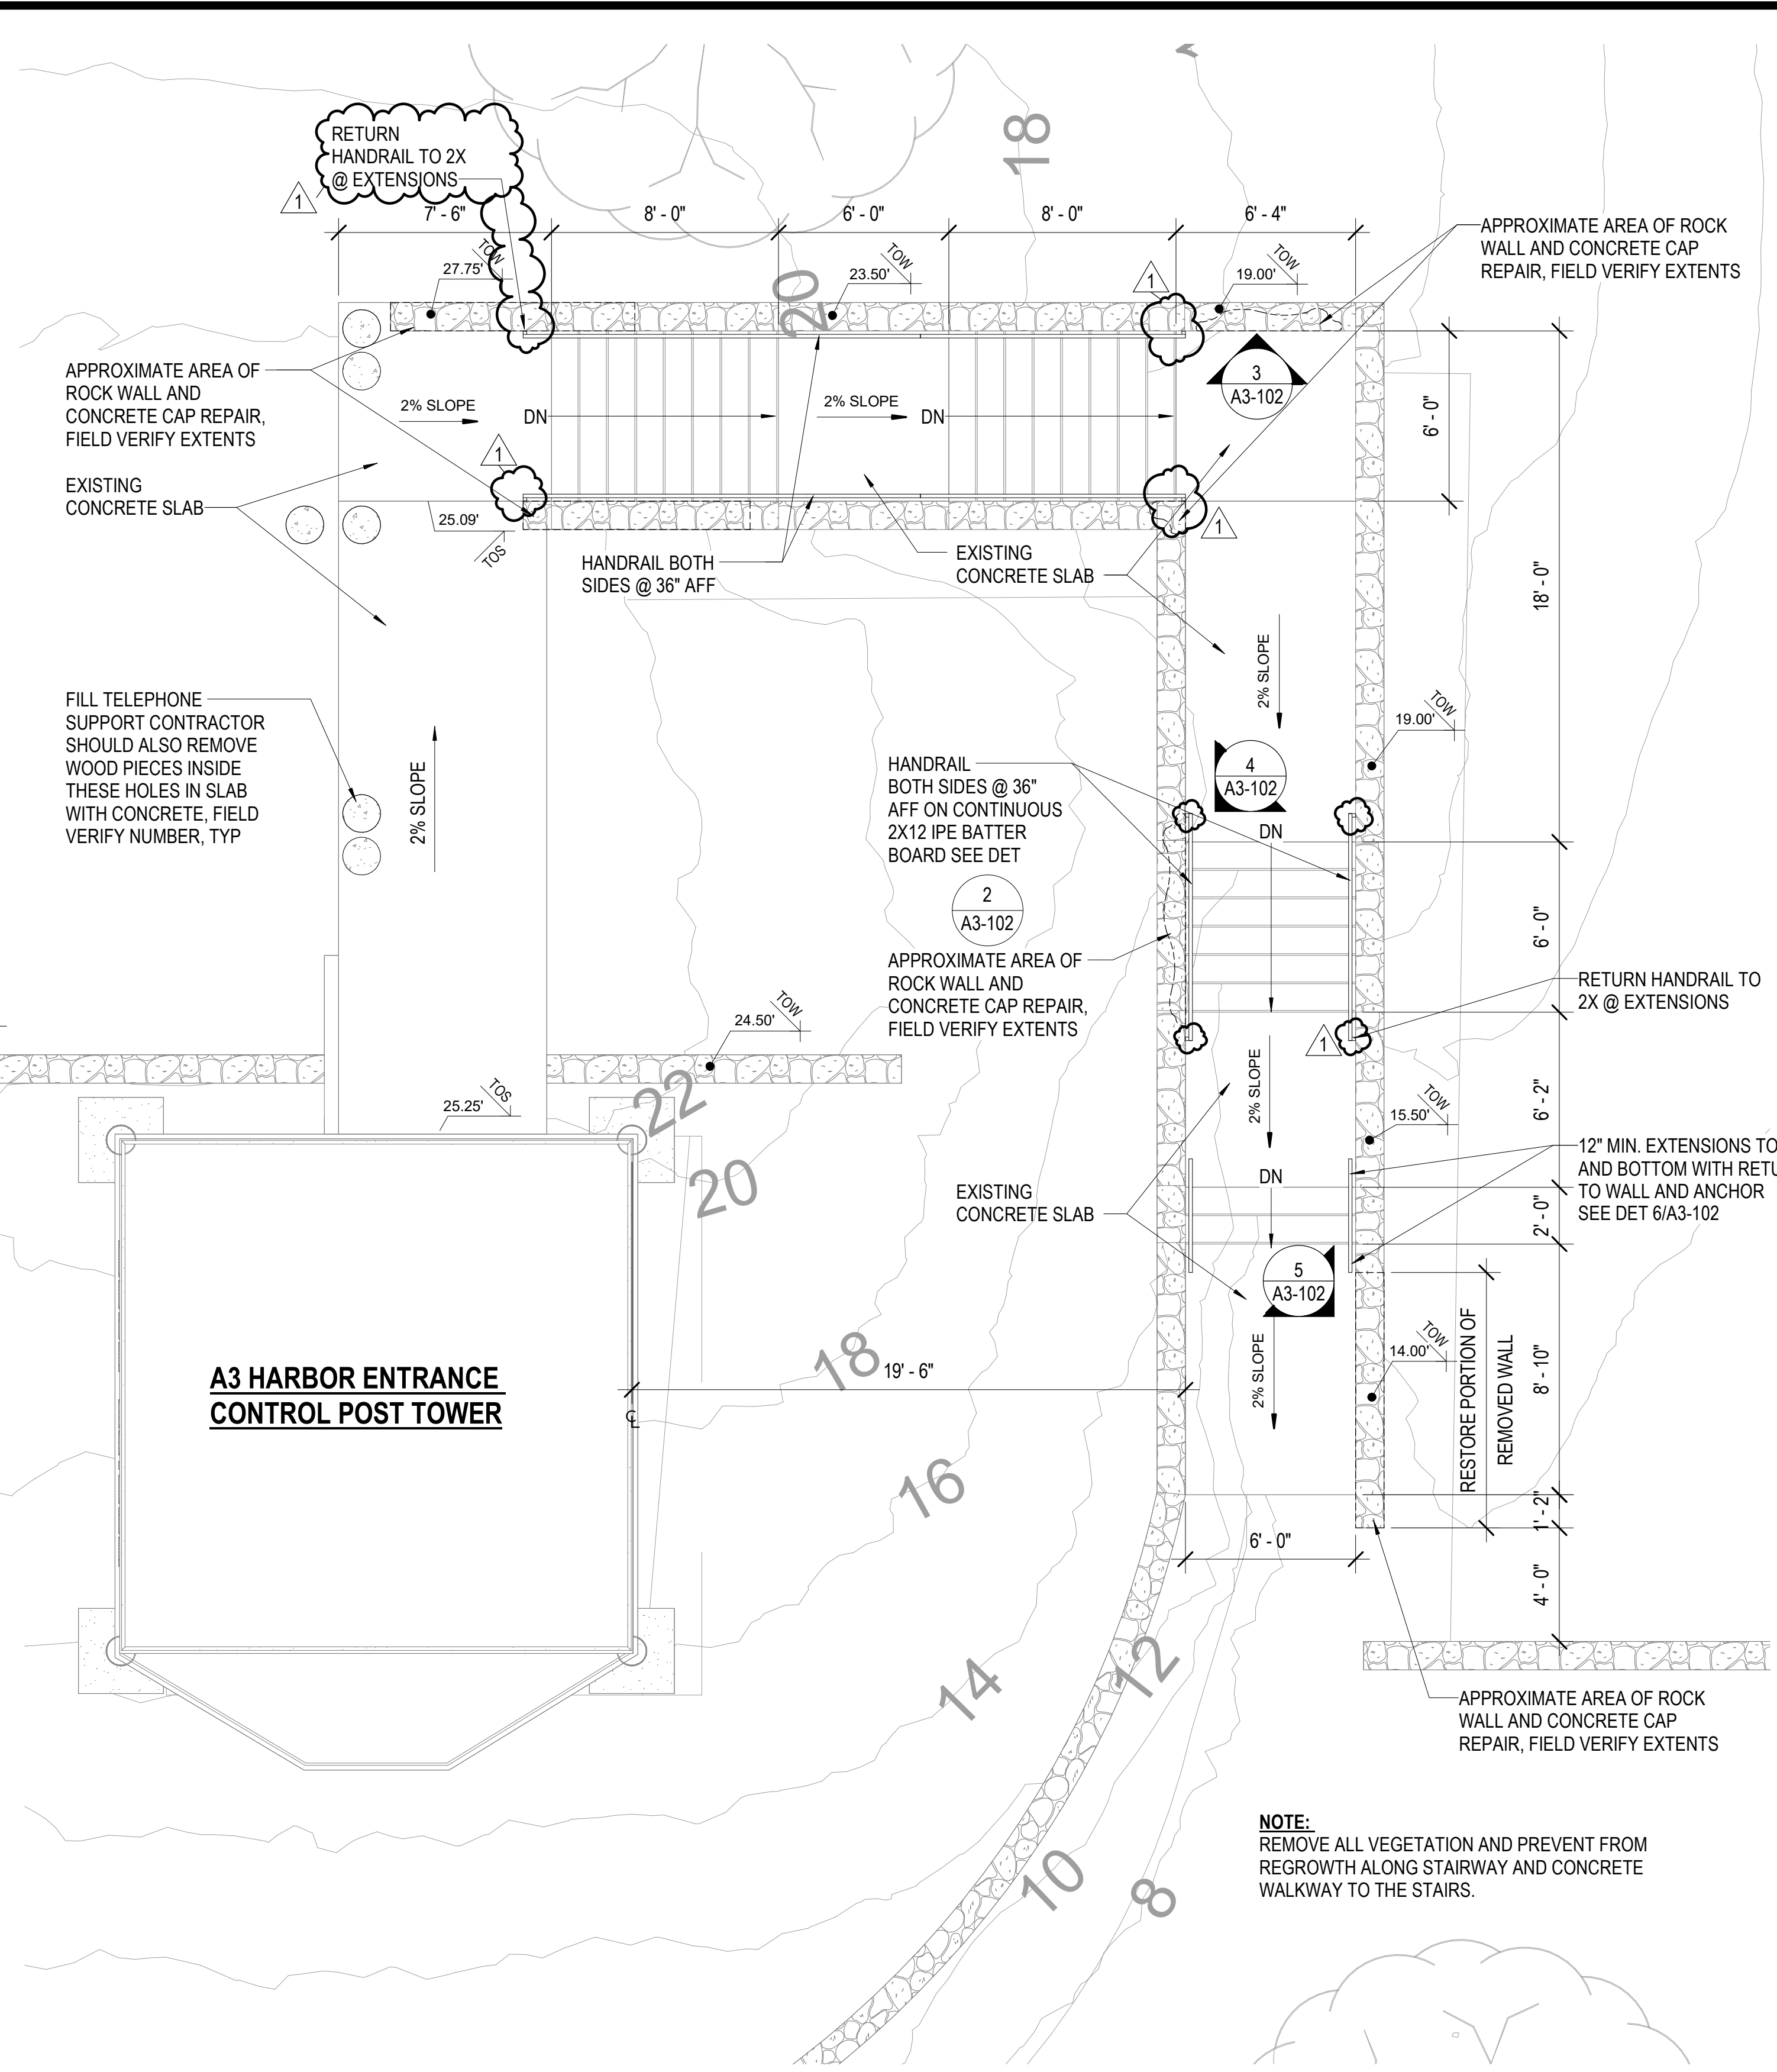 18
RETURN
HANDRAIL TO 2X
@ EXTENSIONS
1
7' - 6"
8' - 0"
6' - 0"
8' - 0"
6' - 4"
APPROXIMATE AREA OF ROCK
WALL AND CONCRETE CAP
REPAIR, FIELD VERIFY EXTENTS
27.75'
TOW
20
23.50'
TOW
1
19.00'
TOW
APPROXIMATE AREA OF
ROCK WALL AND
CONCRETE CAP REPAIR,
FIELD VERIFY EXTENTS
2% SLOPE
DN
2% SLOPE
DN
3
A3-102
6' - 0"
EXISTING
CONCRETE SLAB
1
25.09'
TOS
1
HANDRAIL BOTH
SIDES @ 36" AFF
EXISTING
CONCRETE SLAB
18' - 0"
2% SLOPE
FILL TELEPHONE
SUPPORT CONTRACTOR
SHOULD ALSO REMOVE
WOOD PIECES INSIDE
THESE HOLES IN SLAB
WITH CONCRETE, FIELD
VERIFY NUMBER, TYP
2% SLOPE
19.00'
TOW
HANDRAIL
BOTH SIDES @ 36"
AFF ON CONTINUOUS
2X12 IPE BATTER
BOARD SEE DET
2
A3-102
4
A3-102
DN
APPROXIMATE AREA OF
ROCK WALL AND
CONCRETE CAP REPAIR,
FIELD VERIFY EXTENTS
6' - 0"
RETURN HANDRAIL TO
2X @ EXTENSIONS
1
24.50'
TOW
22
20
25.25'
TOS
2% SLOPE
6' - 2"
15.50'
TOW
12" MIN. EXTENSIONS TO
AND BOTTOM WITH RETU
TO WALL AND ANCHOR
SEE DET 6/A3-102
DN
EXISTING
CONCRETE SLAB
2' - 0"
5
A3-102
A3 HARBOR ENTRANCE
CONTROL POST TOWER
18
19' - 6"
CL
2% SLOPE
14.00'
TOW
RESTORE PORTION OF
REMOVED WALL
8' - 10"
16
1' - 2"
6' - 0"
4' - 0"
14
12
APPROXIMATE AREA OF ROCK
WALL AND CONCRETE CAP
REPAIR, FIELD VERIFY EXTENTS
10
8
NOTE:
REMOVE ALL VEGETATION AND PREVENT FROM
REGROWTH ALONG STAIRWAY AND CONCRETE
WALKWAY TO THE STAIRS.